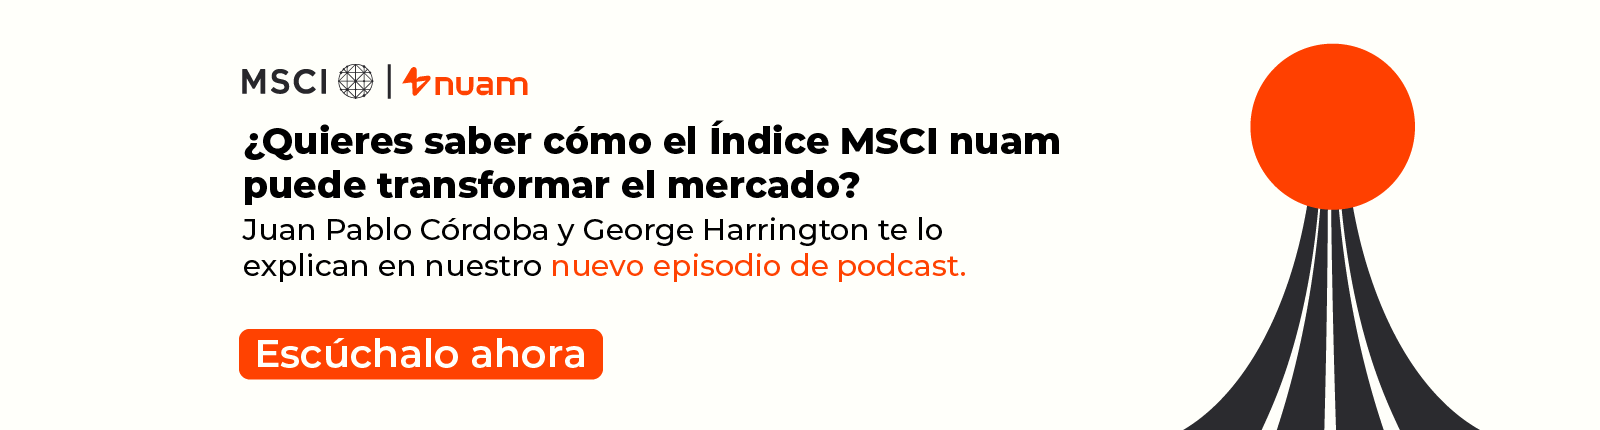 MSCI | nuam
¿Quieres saber cómo el Índice MSCI nuam
puede transformar el mercado?
Juan Pablo Córdoba y George Harrington te lo
explican en nuestro nuevo episodio de podcast.
Escúchalo ahora